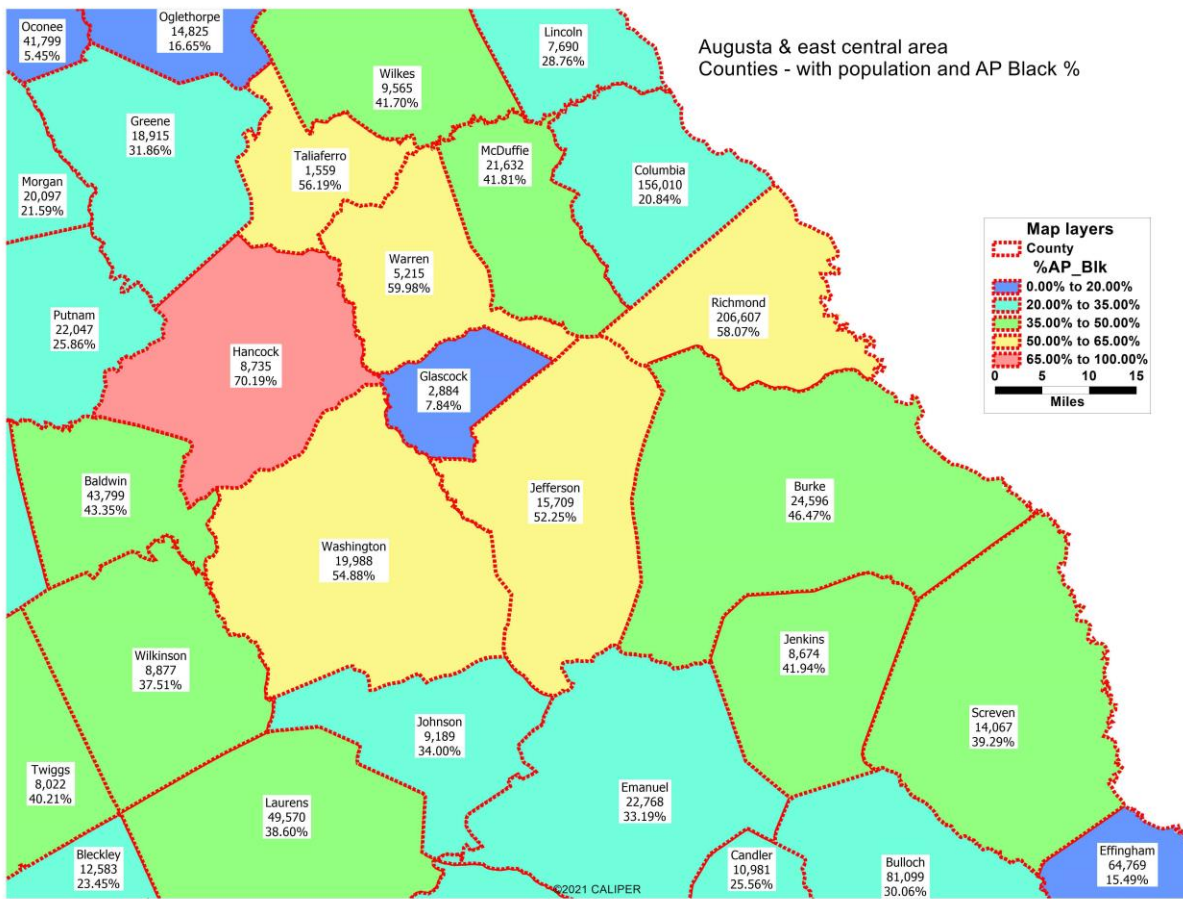 Augusta & east central area
Counties - with population and AP Black %
Oconee
41,799
5.45%
Oglethorpe
14,825
16.65%
Wilkes
9,565
41.70%
Lincoln
7,690
28.76%
Greene
18,915
31.86%
Taliaferro
1,559
56.19%
McDuffie
21,632
41.81%
Columbia
156,010
20.84%
Morgan
20,097
21.59%
Warren
5,215
59.98%
Map layers
County
%AP_Blk
0.00% to 20.00%
20.00% to 35.00%
35.00% to 50.00%
50.00% to 65.00%
65.00% to 100.00%
0 5 10 15
Miles
Putnam
22,047
25.86%
Richmond
206,607
58.07%
Hancock
8,735
70.19%
Glascock
2,884
7.84%
Baldwin
43,799
43.35%
Jefferson
15,709
52.25%
Burke
24,596
46.47%
Washington
19,988
54.88%
Wilkinson
8,877
37.51%
Jenkins
8,674
41.94%
Johnson
9,189
34.00%
Screven
14,067
39.29%
Twiggs
8,022
40.21%
Laurens
49,570
38.60%
Emanuel
22,768
33.19%
Bleckley
12,583
23.45%
Candler
10,981
25.56%
Bulloch
81,099
30.06%
Effingham
64,769
15.49%
©2021 CALIPER